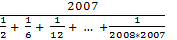 2007
1/2 + 1/6 + 1/12 + ... + 1/2008*2007